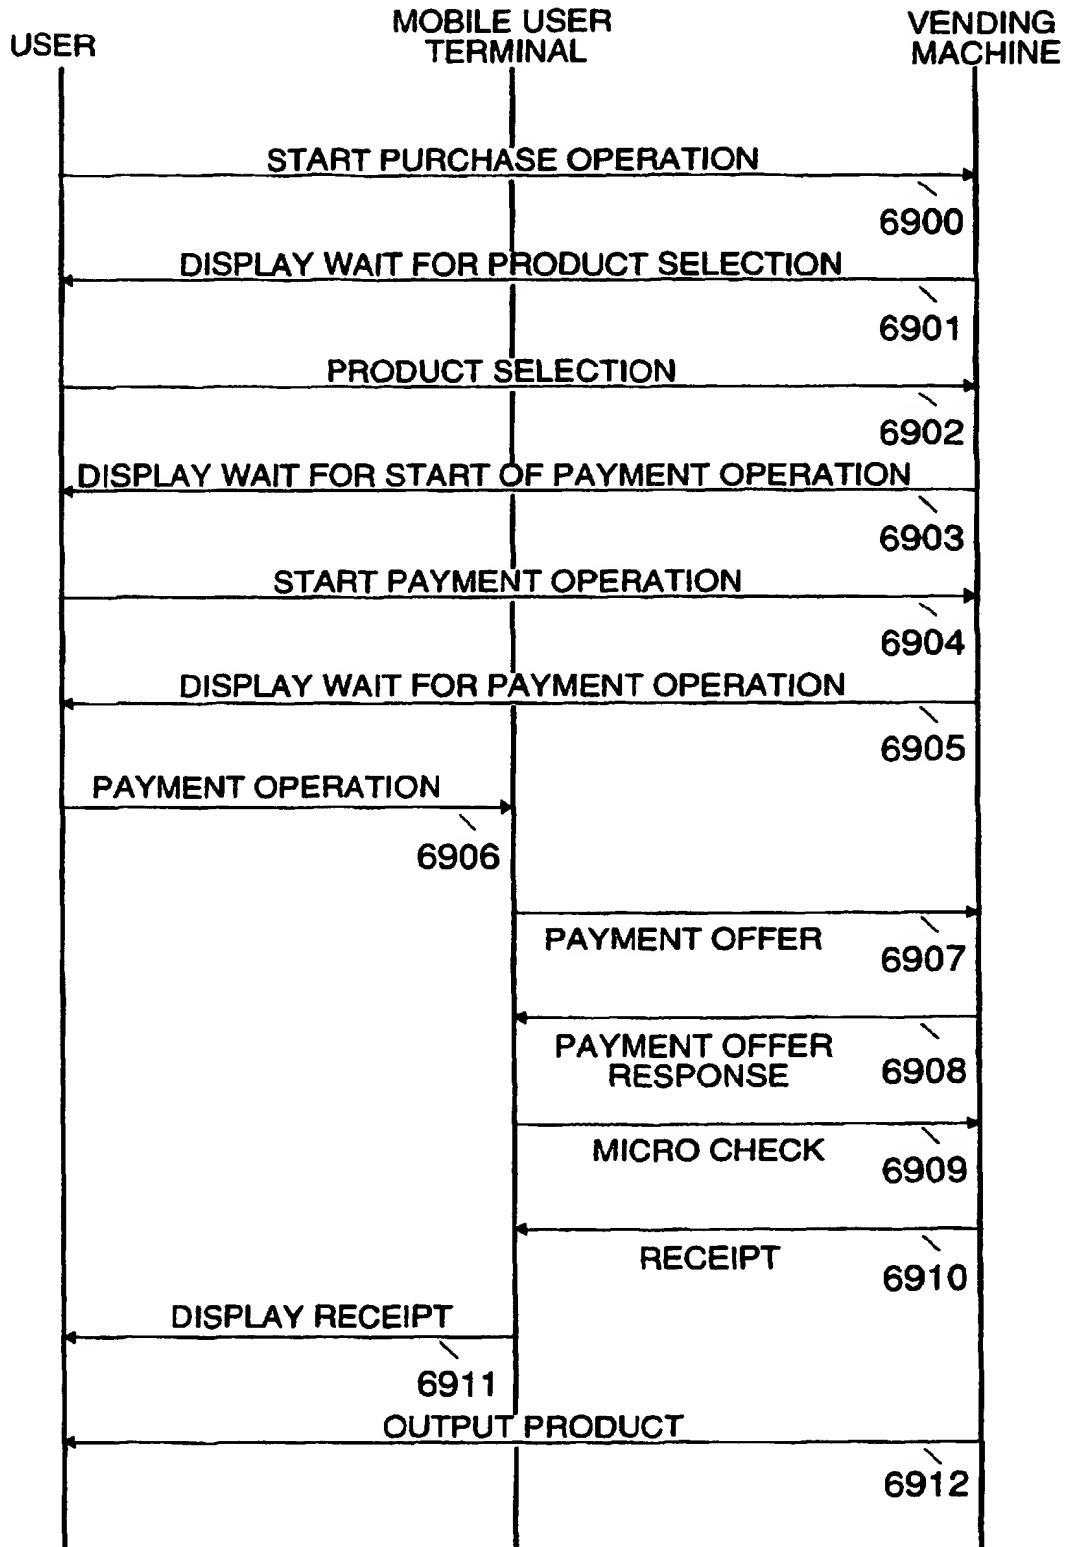 USER
MOBILE USER
TERMINAL
VENDING
MACHINE
START PURCHASE OPERATION
6900
DISPLAY WAIT FOR PRODUCT SELECTION
6901
PRODUCT SELECTION
6902
DISPLAY WAIT FOR START OF PAYMENT OPERATION
6903
START PAYMENT OPERATION
6904
DISPLAY WAIT FOR PAYMENT OPERATION
6905
PAYMENT OPERATION
6906
PAYMENT OFFER
6907
PAYMENT OFFER
RESPONSE
6908
MICRO CHECK
6909
RECEIPT
6910
DISPLAY RECEIPT
6911
OUTPUT PRODUCT
6912